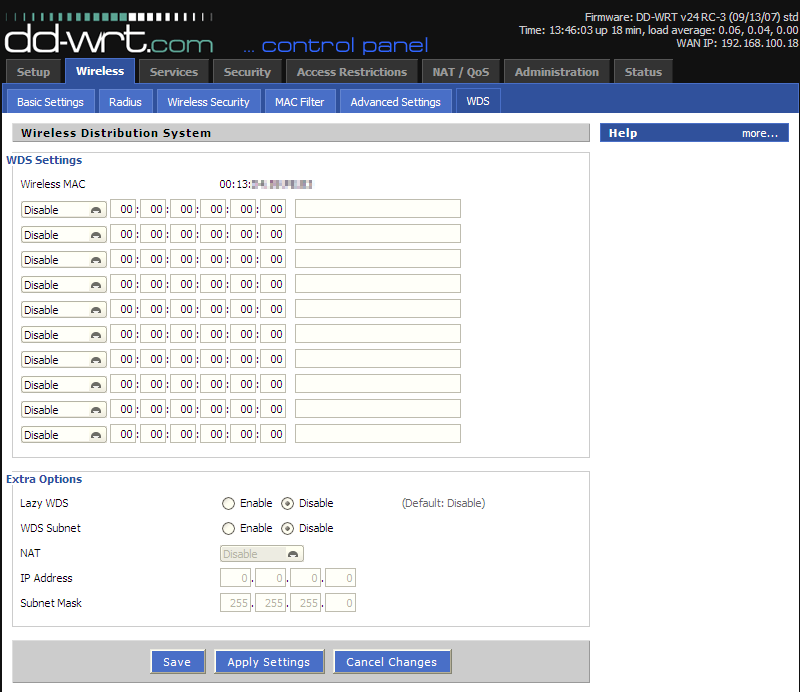 Firmware: DD-WRT v24 RC-3 (09/13/07) std
Time: 13:46:03 up 18 min, load average: 0.06, 0.04, 0.00
WAN IP: 192.168.100.18
dd-wrt.com ... control panel
Setup Wireless Services Security Access Restrictions NAT / QoS Administration Status
Basic Settings Radius Wireless Security MAC Filter Advanced Settings WDS
Wireless Distribution System
Help more...
WDS Settings
Wireless MAC 00:13:
Disable 00 : 00 : 00 : 00 : 00 : 00
Disable 00 : 00 : 00 : 00 : 00 : 00
Disable 00 : 00 : 00 : 00 : 00 : 00
Disable 00 : 00 : 00 : 00 : 00 : 00
Disable 00 : 00 : 00 : 00 : 00 : 00
Disable 00 : 00 : 00 : 00 : 00 : 00
Disable 00 : 00 : 00 : 00 : 00 : 00
Disable 00 : 00 : 00 : 00 : 00 : 00
Disable 00 : 00 : 00 : 00 : 00 : 00
Disable 00 : 00 : 00 : 00 : 00 : 00
Extra Options
Lazy WDS Enable Disable (Default: Disable)
WDS Subnet Enable Disable
NAT Disable
IP Address 0 . 0 . 0 . 0
Subnet Mask 255 . 255 . 255 . 0
Save Apply Settings Cancel Changes